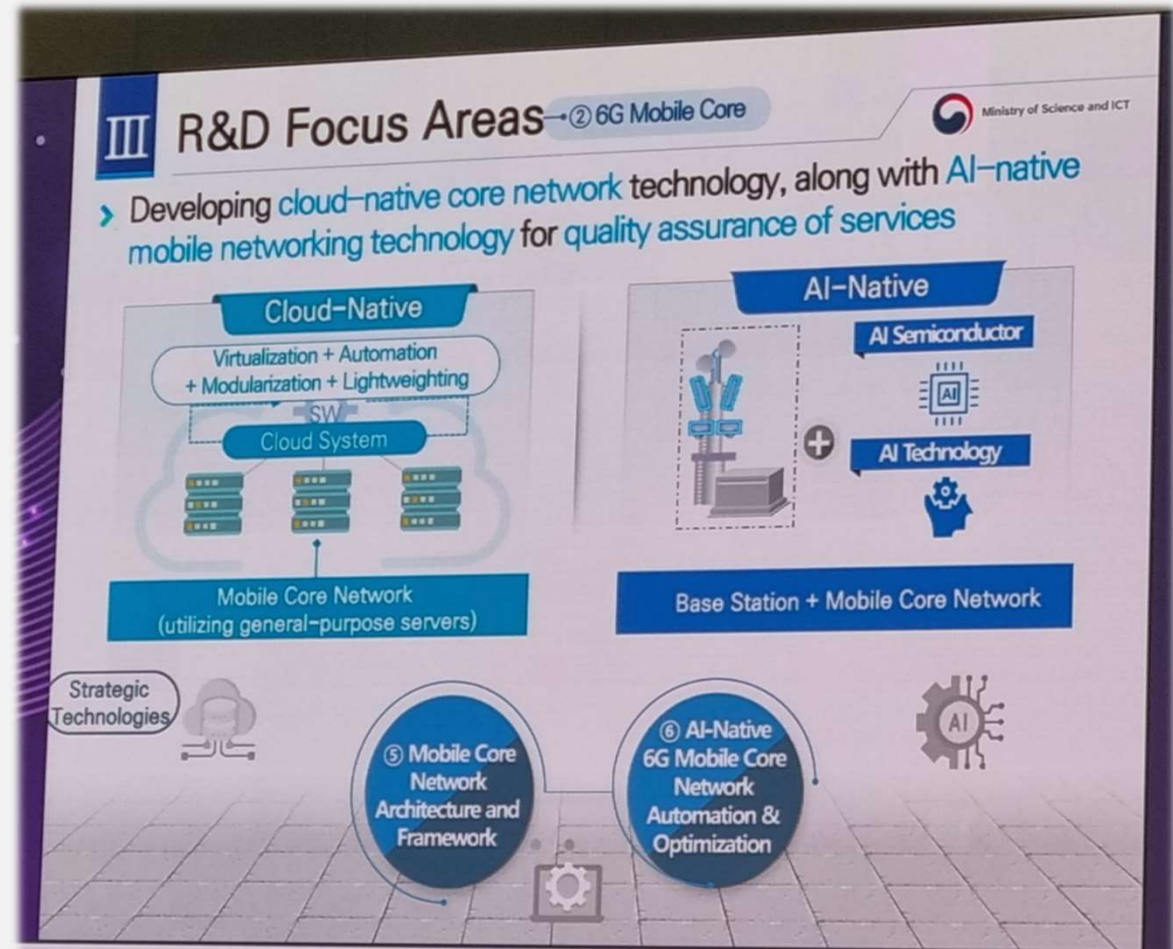 III
R&D Focus Areas
② 6G Mobile Core
Ministry of Science and ICT
Developing cloud-native core network technology, along with AI-native
mobile networking technology for quality assurance of services
Cloud-Native
Virtualization + Automation
+ Modularization + Lightweighting
SW
Cloud System
Mobile Core Network
(utilizing general-purpose servers)
AI-Native
AI Semiconductor
AI
AI Technology
Base Station + Mobile Core Network
Strategic
Technologies
⑤ Mobile Core
Network
Architecture and
Framework
⑥ AI-Native
6G Mobile Core
Network
Automation &
Optimization
AI